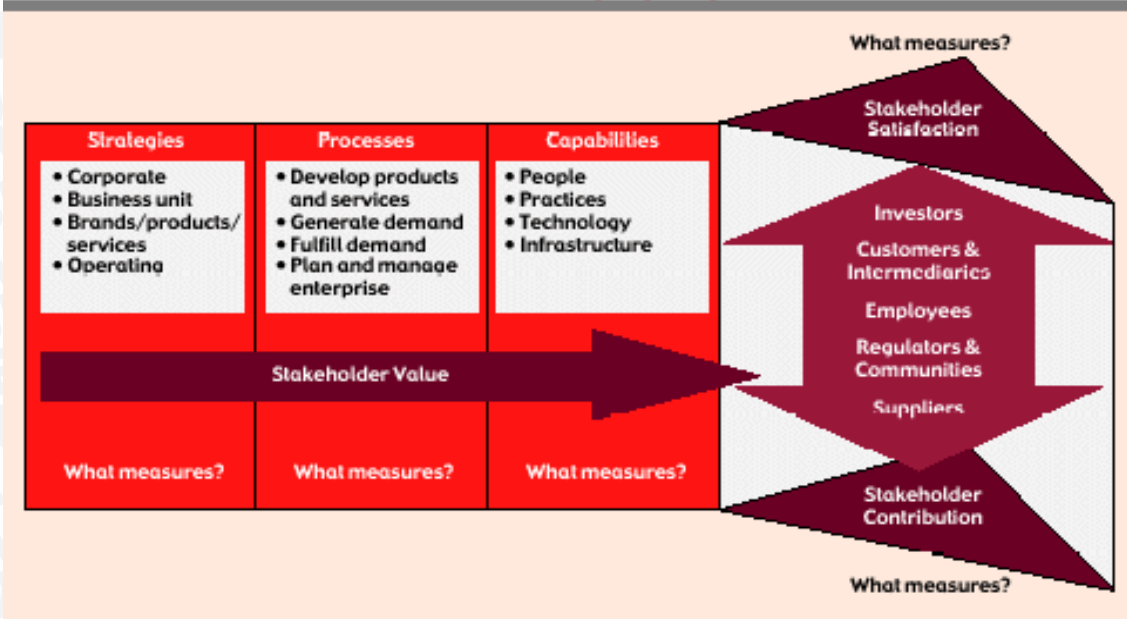 What measures?
Stakeholder
Satisfaction
Strategies
• Corporate
• Business unit
• Brands/products/
services
• Operating
Processes
• Develop products
and services
• Generate demand
• Fulfill demand
• Plan and manage
enterprise
Capabilities
• People
• Practices
• Technology
• Infrastructure
Investors
Customers &
Intermediaries
Employees
Regulators &
Communities
Suppliers
Stakeholder Value
What measures?
What measures?
What measures?
Stakeholder
Contribution
What measures?